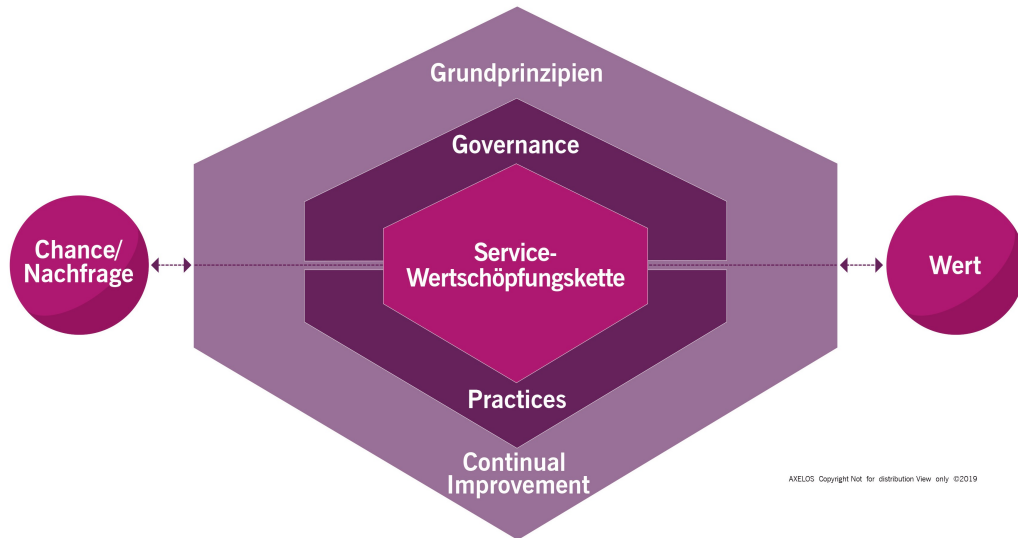 Grundprinzipien
Governance
Chance/
Nachfrage
Service-
Wertschöpfungskette
Wert
Practices
Continual
Improvement
AXELOS Copyright Not for distribution View only ©2019